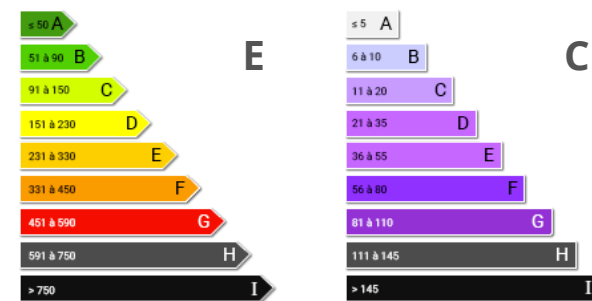 ≤ 50 A
51 à 90 B
E
91 à 150 C
151 à 230 D
231 à 330 E
331 à 450 F
451 à 590 G
591 à 750 H
> 750 I
≤ 5 A
6 à 10 B
C
11 à 20 C
21 à 35 D
36 à 55 E
56 à 80 F
81 à 110 G
111 à 145 H
> 145 I